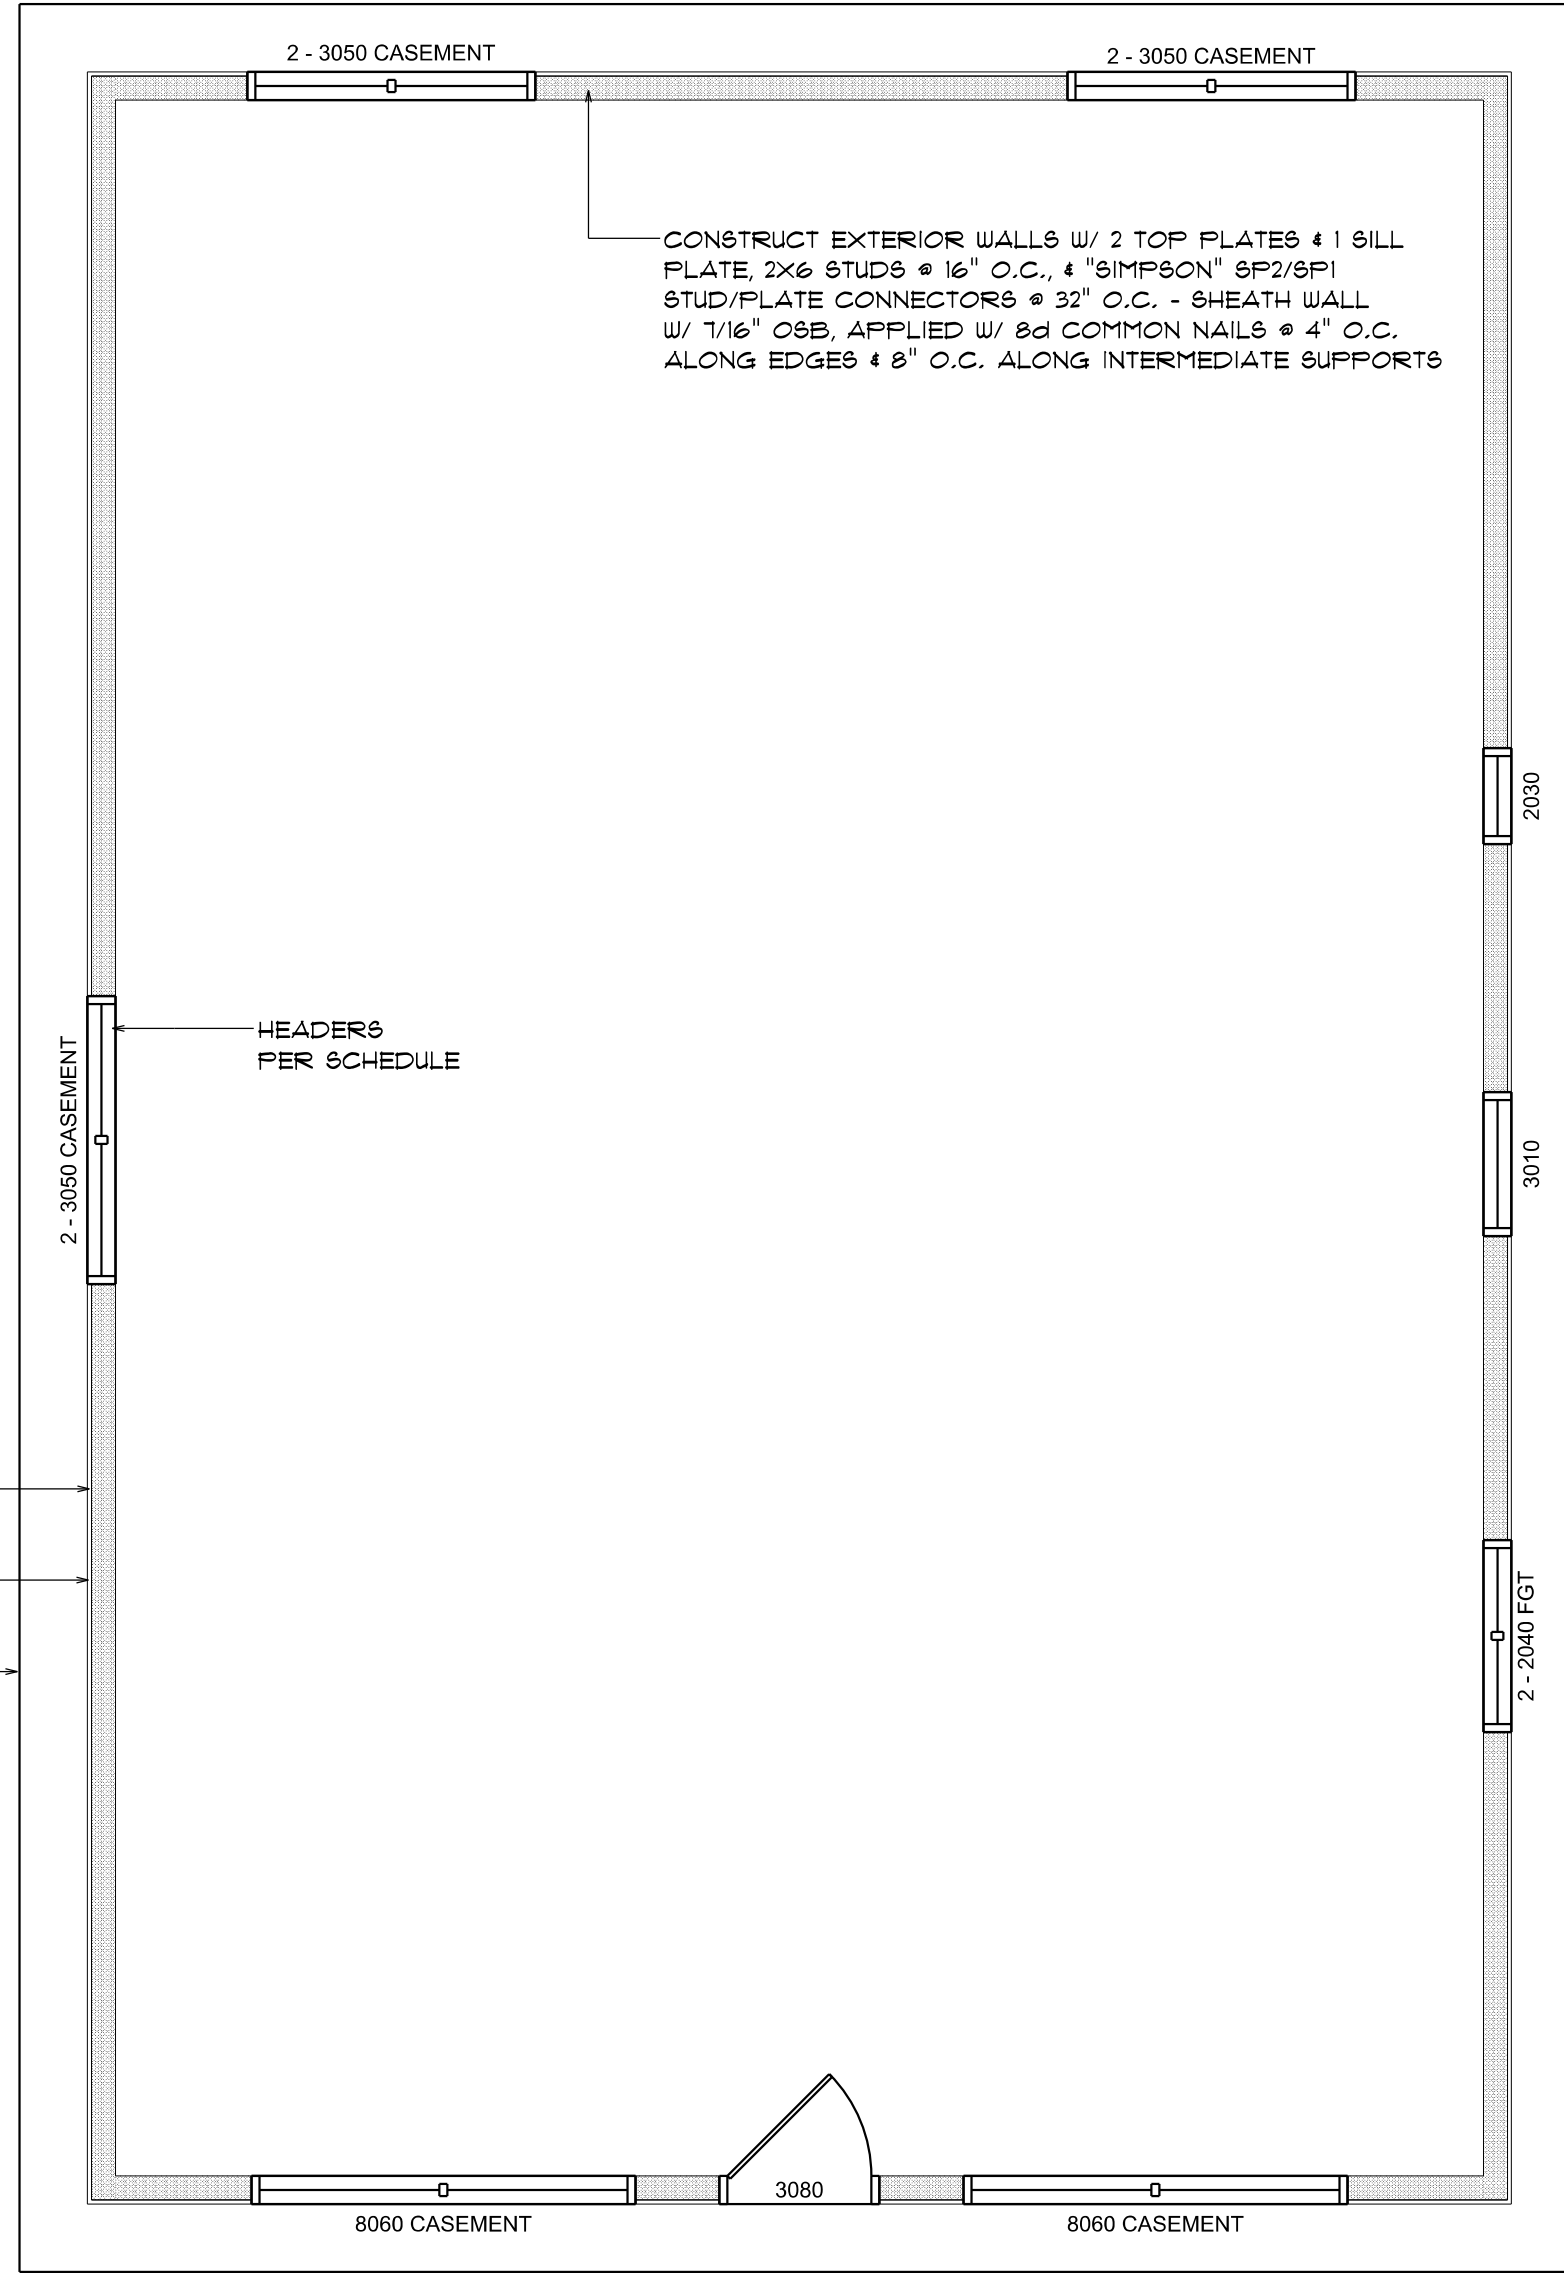 2 - 3050 CASEMENT
2 - 3050 CASEMENT
CONSTRUCT EXTERIOR WALLS W/ 2 TOP PLATES & 1 SILL
PLATE, 2X6 STUDS @ 16" O.C., & "SIMPSON" SP2/SP1
STUD/PLATE CONNECTORS @ 32" O.C. - SHEATH WALL
W/ 7/16" OSB, APPLIED W/ 8d COMMON NAILS @ 4" O.C.
ALONG EDGES & 8" O.C. ALONG INTERMEDIATE SUPPORTS
2030
HEADERS
PER SCHEDULE
2 - 3050 CASEMENT
3010
2 - 2040 FGT
3080
8060 CASEMENT
8060 CASEMENT